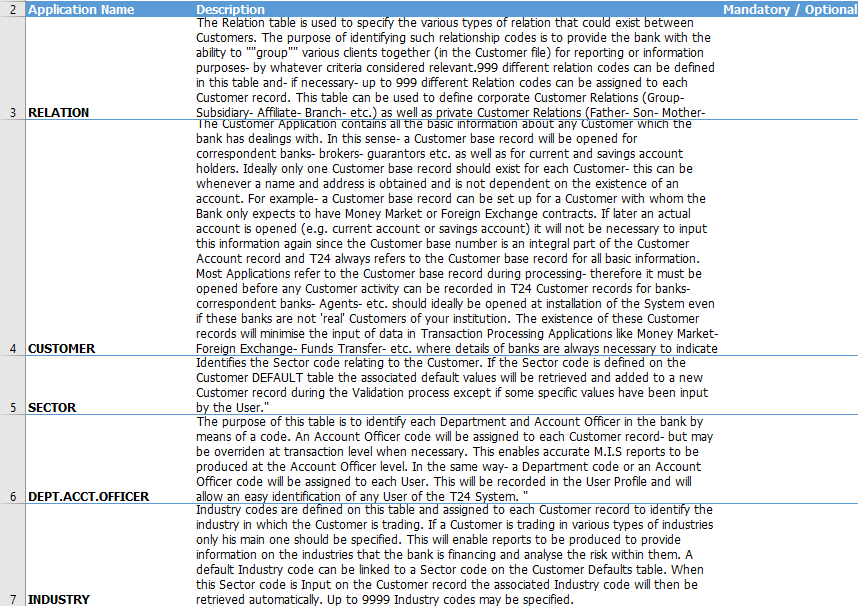 2 Application Name Description Mandatory / Optional
The Relation table is used to specify the various types of relation that could exist between
Customers. The purpose of identifying such relationship codes is to provide the bank with the
ability to ""group"" various clients together (in the Customer file) for reporting or information
purposes- by whatever criteria considered relevant.999 different relation codes can be defined
in this table and- if necessary- up to 999 different Relation codes can be assigned to each
Customer record. This table can be used to define corporate Customer Relations (Group-
3 RELATION Subsidiary- Affiliate- Branch- etc.) as well as private Customer Relations (Father- Son- Mother-
The Customer Application contains all the basic information about any Customer which the
bank has dealings with. In this sense- a Customer base record will be opened for
correspondent banks- brokers- guarantors etc. as well as for current and savings account
holders. Ideally only one Customer base record should exist for each Customer- this can be
whenever a name and address is obtained and is not dependent on the existence of an
account. For example- a Customer base record can be set up for a Customer with whom the
Bank only expects to have Money Market or Foreign Exchange contracts. If later an actual
account is opened (e.g. current account or savings account) it will not be necessary to input
this information again since the Customer base number is an integral part of the Customer
Account record and T24 always refers to the Customer base record for all basic information.
Most Applications refer to the Customer base record during processing- therefore it must be
opened before any Customer activity can be recorded in T24 Customer records for banks-
correspondent banks- Agents- etc. should ideally be opened at installation of the System even
if these banks are not 'real' Customers of your institution. The existence of these Customer
records will minimise the input of data in Transaction Processing Applications like Money Market-
4 CUSTOMER Foreign Exchange- Funds Transfer- etc. where details of banks are always necessary to indicate
Identifies the Sector code relating to the Customer. If the Sector code is defined on the
Customer DEFAULT table the associated default values will be retrieved and added to a new
Customer record during the Validation process except if some specific values have been input
5 SECTOR by the User."
The purpose of this table is to identify each Department and Account Officer in the bank by
means of a code. An Account Officer code will be assigned to each Customer record- but may
be overriden at transaction level when necessary. This enables accurate M.I.S reports to be
produced at the Account Officer level. In the same way- a Department code or an Account
Officer code will be assigned to each User. This will be recorded in the User Profile and will
6 DEPT.ACCT.OFFICER allow an easy identification of any User of the T24 System. "
Industry codes are defined on this table and assigned to each Customer record to identify the
industry in which the Customer is trading. If a Customer is trading in various types of industries
only his main one should be specified. This will enable reports to be produced to provide
information on the industries that the bank is financing and analyse the risk within them. A
default Industry code can be linked to a Sector code on the Customer Defaults table. When
this Sector code is Input on the Customer record the associated Industry code will then be
7 INDUSTRY retrieved automatically. Up to 9999 Industry codes may be specified.